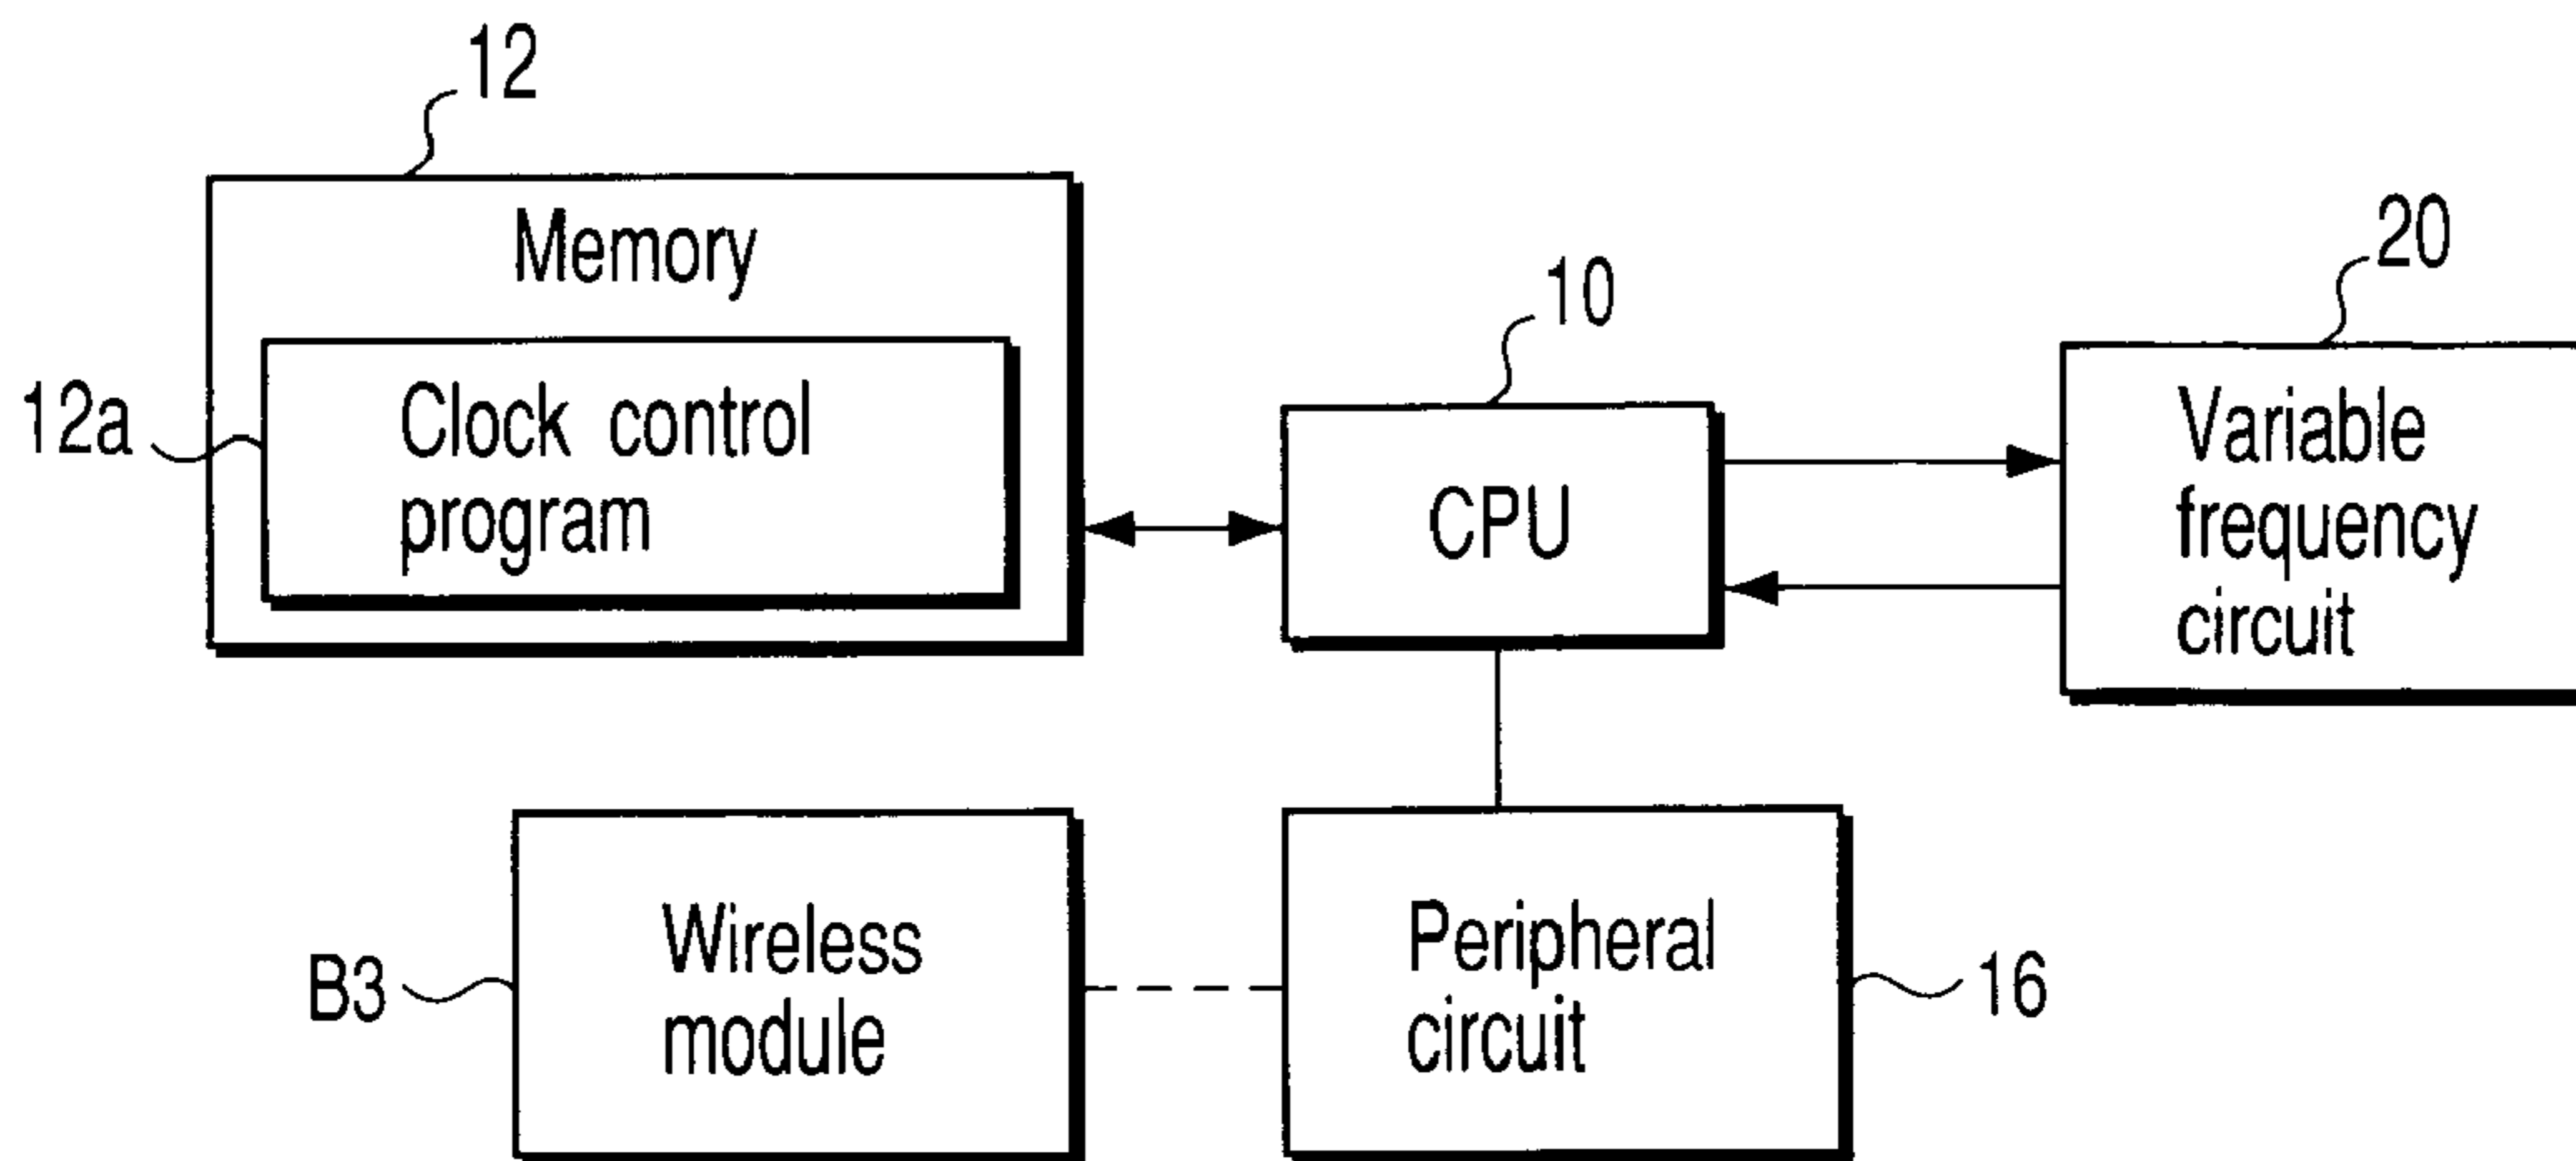 12
Memory
20
10
12a
Clock control
program
CPU
Variable
frequency
circuit
B3
Wireless
module
Peripheral
circuit
16